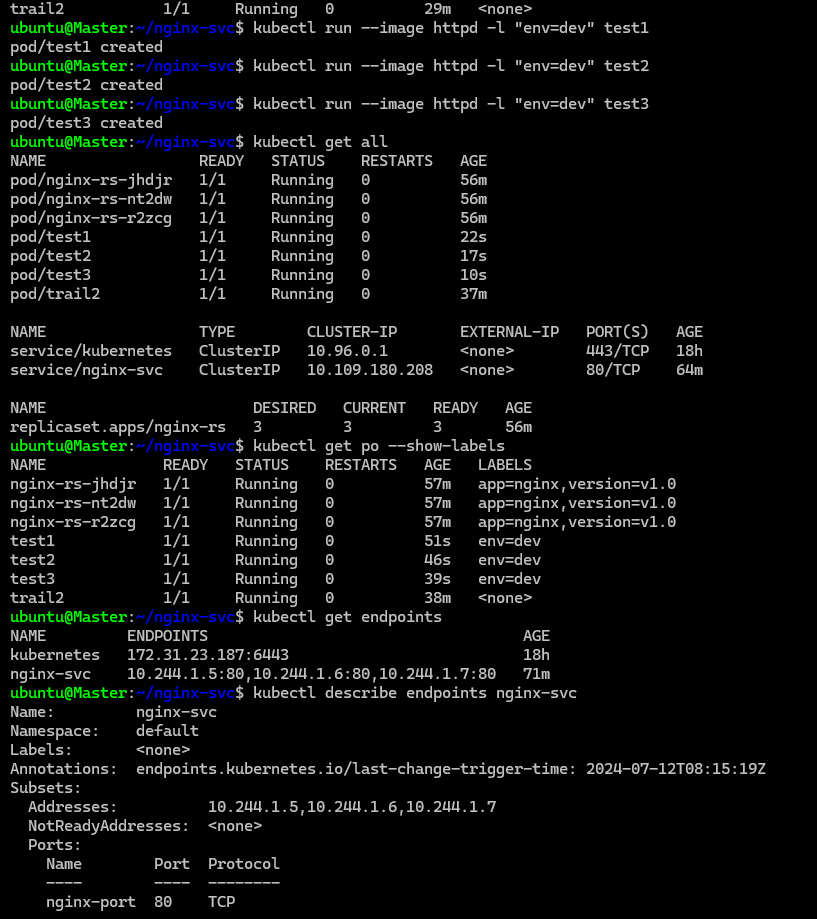 trail2           1/1     Running   0          29m   <none>
ubuntu@Master:~/nginx-svc$ kubectl run --image httpd -l "env=dev" test1
pod/test1 created
ubuntu@Master:~/nginx-svc$ kubectl run --image httpd -l "env=dev" test2
pod/test2 created
ubuntu@Master:~/nginx-svc$ kubectl run --image httpd -l "env=dev" test3
pod/test3 created
ubuntu@Master:~/nginx-svc$ kubectl get all
NAME                 READY   STATUS    RESTARTS   AGE
pod/nginx-rs-jhdjr   1/1     Running   0          56m
pod/nginx-rs-nt2dw   1/1     Running   0          56m
pod/nginx-rs-r2zcg   1/1     Running   0          56m
pod/test1            1/1     Running   0          22s
pod/test2            1/1     Running   0          17s
pod/test3            1/1     Running   0          10s
pod/trail2           1/1     Running   0          37m
NAME                 TYPE        CLUSTER-IP       EXTERNAL-IP   PORT(S)   AGE
service/kubernetes   ClusterIP   10.96.0.1        <none>        443/TCP   18h
service/nginx-svc    ClusterIP   10.109.180.208   <none>        80/TCP    64m
NAME                       DESIRED   CURRENT   READY   AGE
replicaset.apps/nginx-rs   3         3         3       56m
ubuntu@Master:~/nginx-svc$ kubectl get po --show-labels
NAME             READY   STATUS    RESTARTS   AGE   LABELS
nginx-rs-jhdjr   1/1     Running   0          57m   app=nginx,version=v1.0
nginx-rs-nt2dw   1/1     Running   0          57m   app=nginx,version=v1.0
nginx-rs-r2zcg   1/1     Running   0          57m   app=nginx,version=v1.0
test1            1/1     Running   0          51s   env=dev
test2            1/1     Running   0          46s   env=dev
test3            1/1     Running   0          39s   env=dev
trail2           1/1     Running   0          38m   <none>
ubuntu@Master:~/nginx-svc$ kubectl get endpoints
NAME         ENDPOINTS                                   AGE
kubernetes   172.31.23.187:6443                          18h
nginx-svc    10.244.1.5:80,10.244.1.6:80,10.244.1.7:80   71m
ubuntu@Master:~/nginx-svc$ kubectl describe endpoints nginx-svc
Name:         nginx-svc
Namespace:    default
Labels:       <none>
Annotations:  endpoints.kubernetes.io/last-change-trigger-time: 2024-07-12T08:15:19Z
Subsets:
  Addresses:          10.244.1.5,10.244.1.6,10.244.1.7
  NotReadyAddresses:  <none>
  Ports:
    Name        Port  Protocol
    ----        ----  --------
    nginx-port  80    TCP